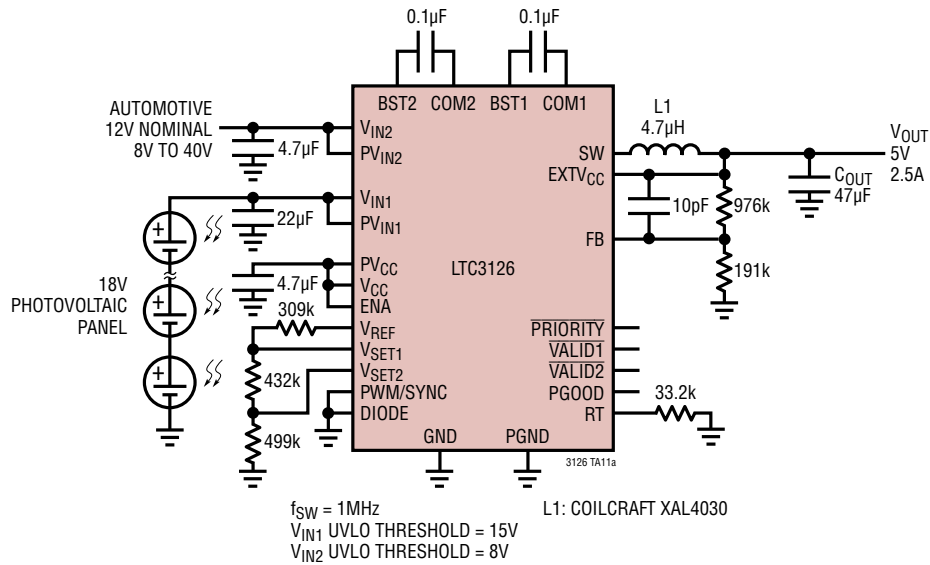 0.1µF
0.1µF
BST2 COM2 BST1 COM1
AUTOMOTIVE
12V NOMINAL
8V TO 40V
4.7µF
VIN2
PVIN2
VIN1
PVIN1
22µF
18V
PHOTOVOLTAIC
PANEL
+
+
+
4.7µF
PVCC
VCC
ENA
309k
VREF
VSET1
432k
VSET2
PWM/SYNC
DIODE
499k
LTC3126
GND PGND
L1
4.7µH
SW
EXTVCC
VOUT
5V
2.5A
COUT
47µF
10pF
976k
FB
191k
PRIORITY
VALID1
VALID2
PGOOD
RT
33.2k
3126 TA11a
fSW = 1MHz
VIN1 UVLO THRESHOLD = 15V
VIN2 UVLO THRESHOLD = 8V
L1: COILCRAFT XAL4030